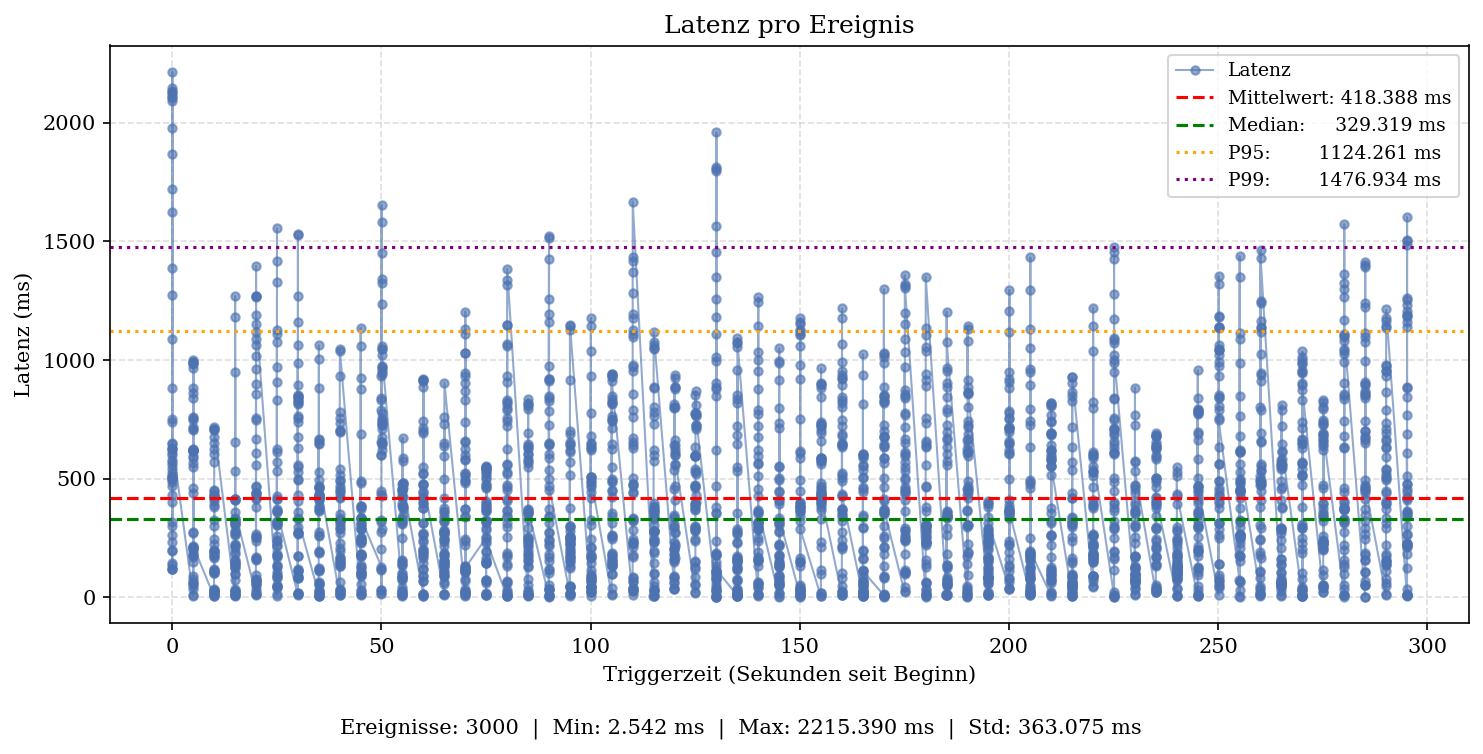 Latenz pro Ereignis
Latenz
Mittelwert: 418.388 ms
Median: 329.319 ms
P95: 1124.261 ms
P99: 1476.934 ms
Latenz (ms)
2000
1500
1000
500
0
0 50 100 150 200 250 300
Triggerzeit (Sekunden seit Beginn)
Ereignisse: 3000 | Min: 2.542 ms | Max: 2215.390 ms | Std: 363.075 ms